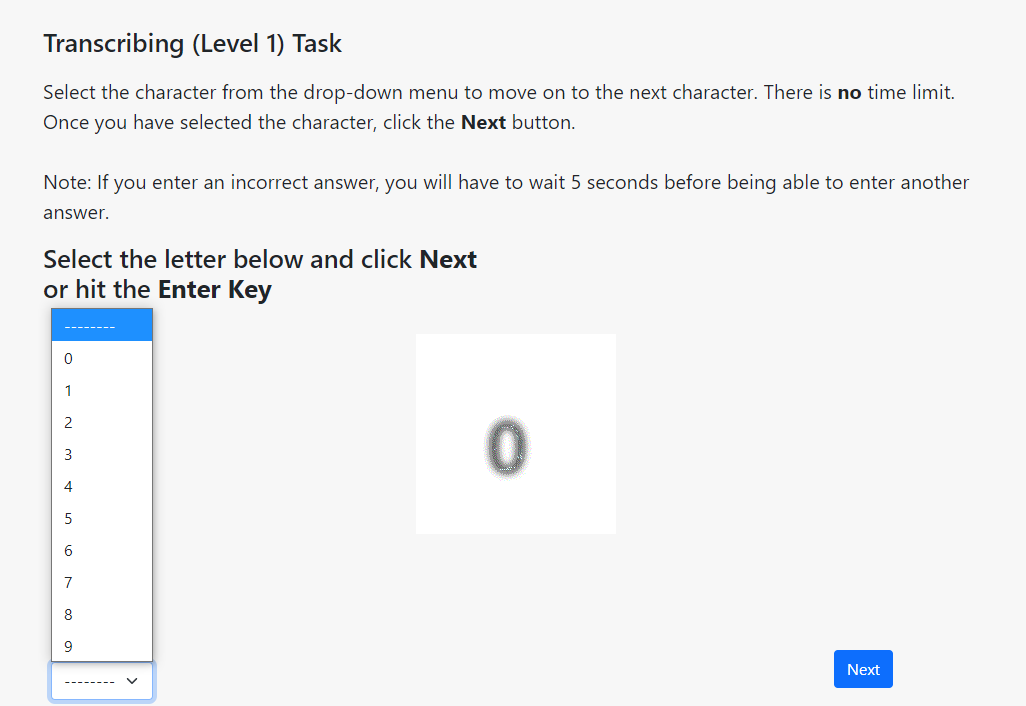 Transcribing (Level 1) Task
Select the character from the drop-down menu to move on to the next character. There is no time limit.
Once you have selected the character, click the Next button.
Note: If you enter an incorrect answer, you will have to wait 5 seconds before being able to enter another
answer.
Select the letter below and click Next
or hit the Enter Key
--------
0
1
2
3
4
5
6
7
8
9
--------
0
Next